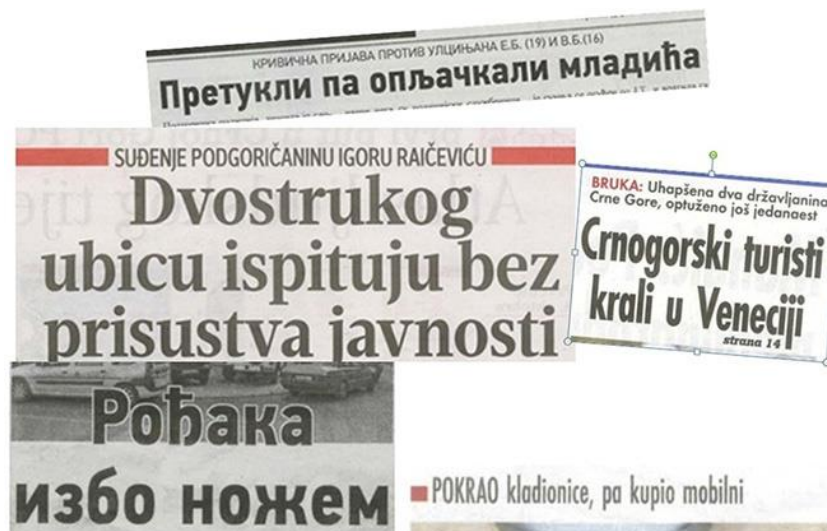 КРИВИЧНА ПРИЈАВА ПРОТИВ УЛЦИЊАНА Е.Б. (19) И В.Б.(16)
Претукли па опљачкали младића
SUĐENJE PODGORIČANINU IGORU RAIČEVIĆU
Dvostrukog
ubicu ispituju bez
prisustva javnosti
BRUKA: Uhapšena dva državljanina
Crne Gore, optuženo još jedanaest
Crnogorski turisti
krali u Veneciji
strana 14
Рођака
избо ножем
POKRAO kladionice, pa kupio mobilni